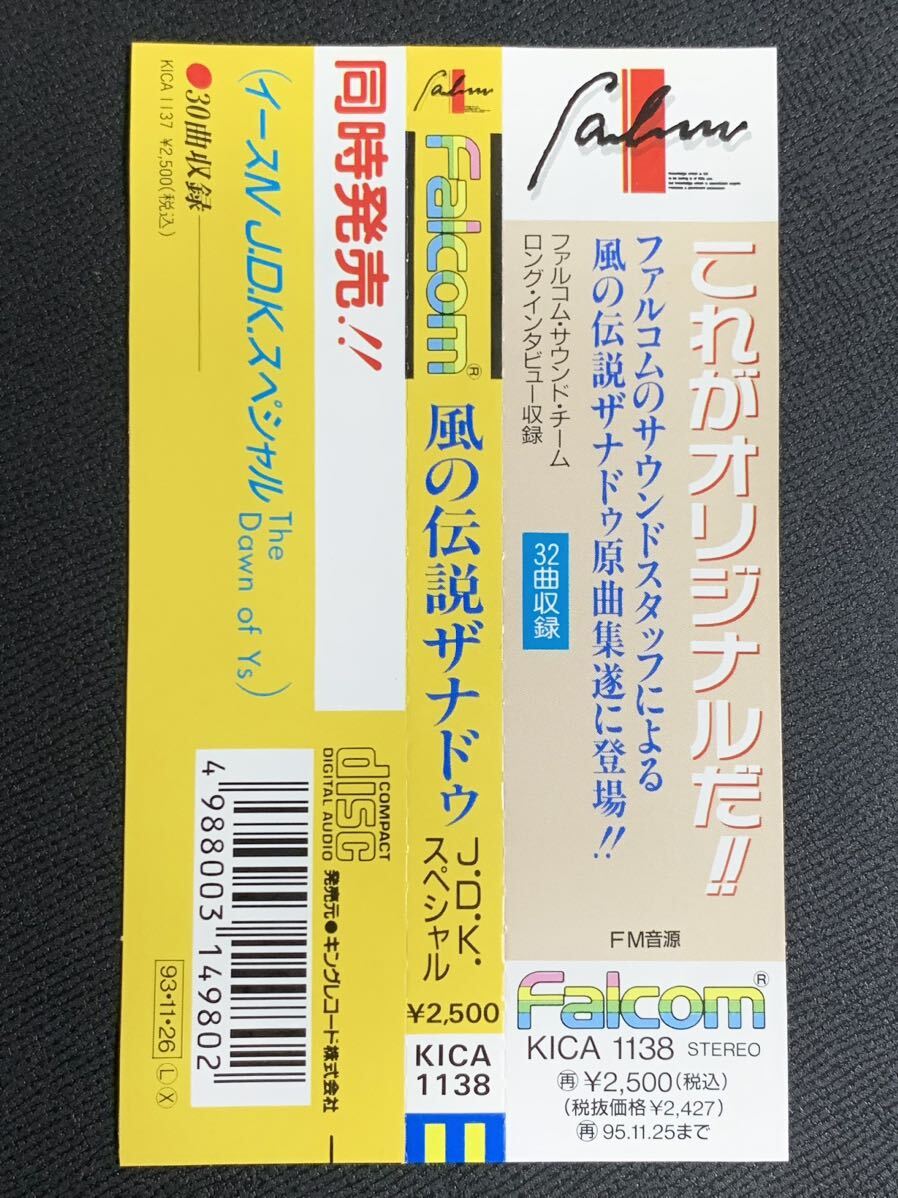 falcom
これがオリジナルだ!!
ファルコムのサウンドスタッフによる
風の伝説ザナドゥ原曲集遂に登場!!
ファルコム・サウンド・チーム
ロング・インタビュー収録
32曲収録
FM音源
Falcom®
KICA 1138 STEREO
再¥2,500(税込)
(税抜価格¥2,427)
再95.11.25まで
falcom
Falcom®
風の伝説ザナドゥ
J.D.K.
スペシャル
¥2,500
KICA
1138
同時発売!!
(イースIV J.D.K.スペシャル The
Dawn of Ys)
●30曲収録
KICA 1137 ¥2,500(税込)
COMPACT
disc
DIGITAL AUDIO
発売元●キングレコード株式会社
4988003149802
93・11・26 L X